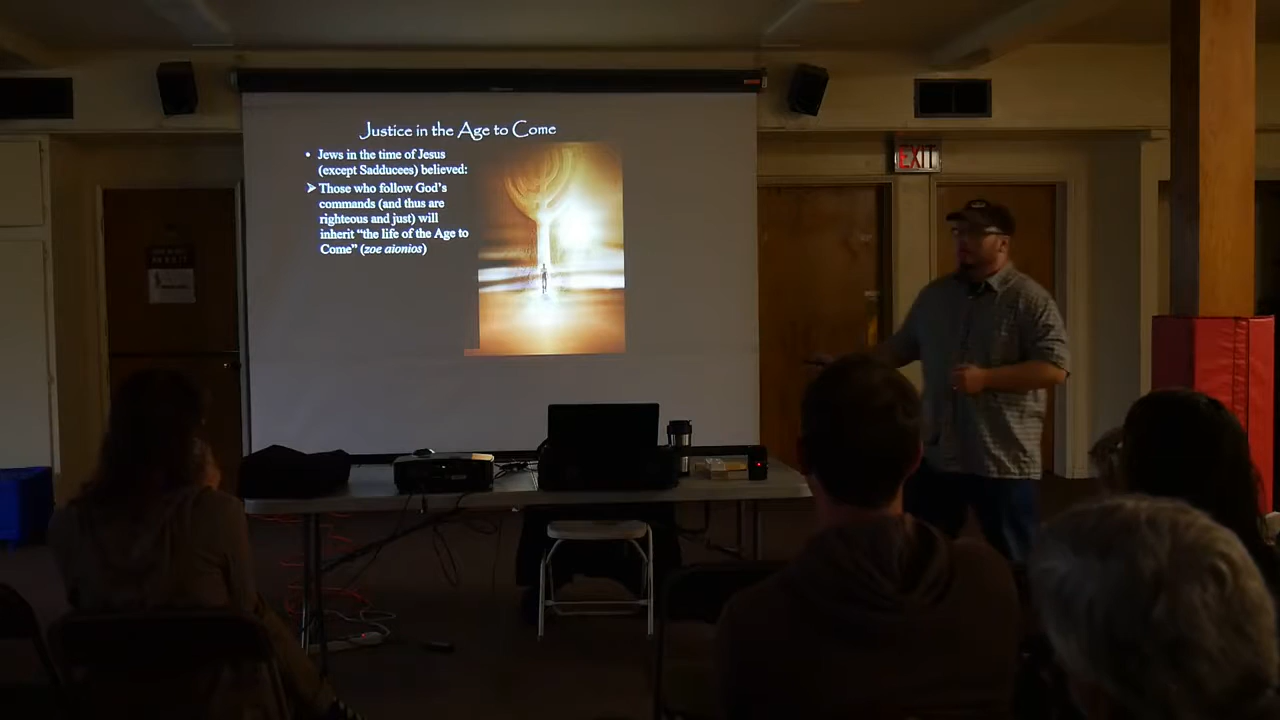 Justice in the Age to Come
• Jews in the time of Jesus
(except Sadducees) believed:
➢ Those who follow God's
commands (and thus are
righteous and just) will
inherit “the life of the Age to
Come” (zoe aionios)
EXIT